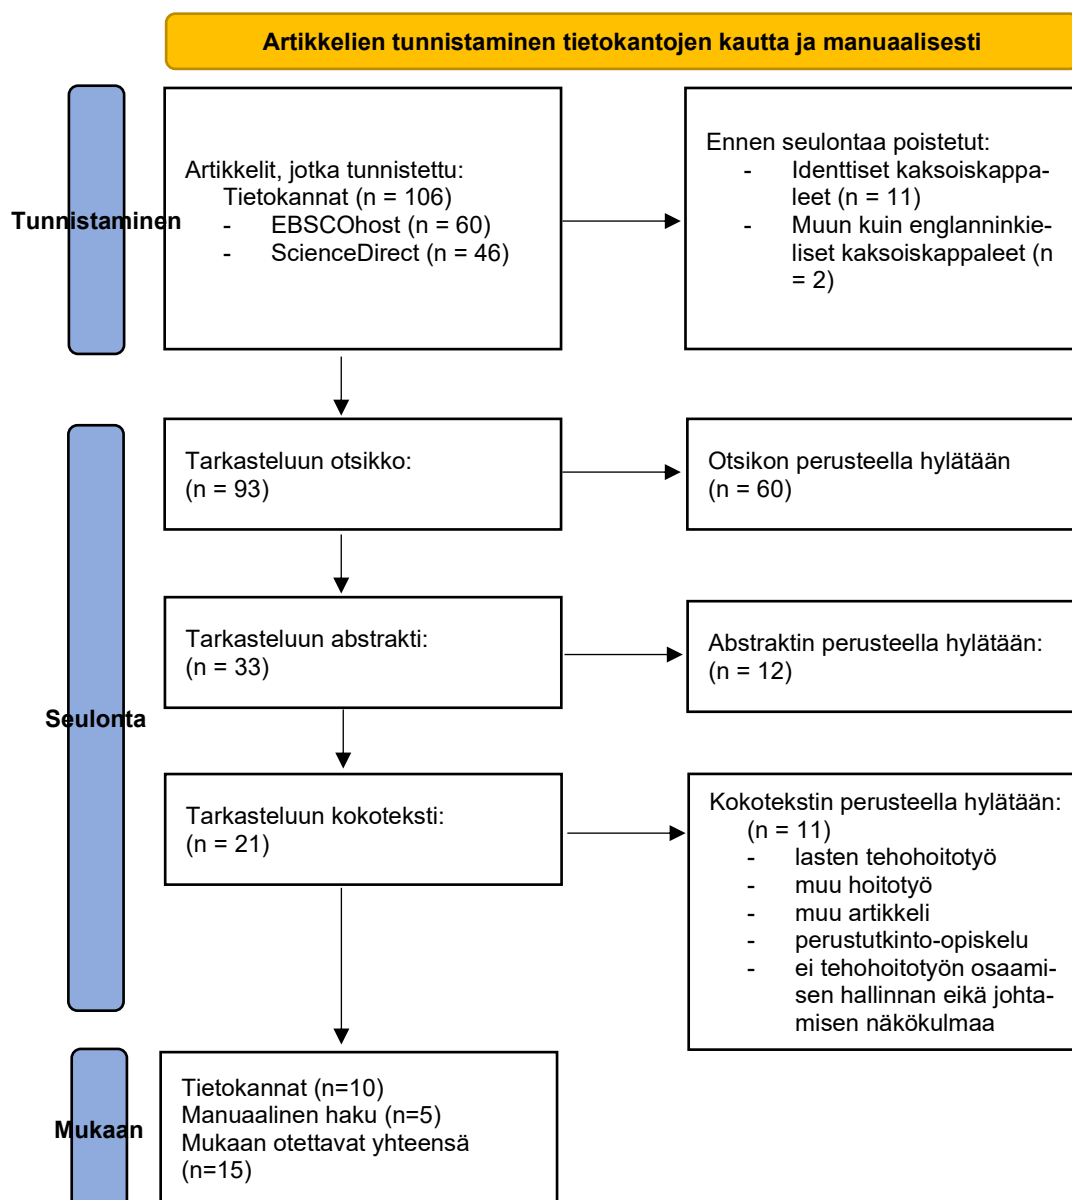 Artikkelien tunnistaminen tietokantojen kautta ja manuaalisesti
Tunnistaminen
Artikkelit, jotka tunnistettu:
Tietokannat (n = 106)
- EBSCOhost (n = 60)
- ScienceDirect (n = 46)
Ennen seulontaa poistetut:
- Identtiset kaksoiskappa-
leet (n = 11)
- Muun kuin englanninkie-
liset kaksoiskappaleet (n
= 2)
Seulonta
Tarkasteluun otsikko:
(n = 93)
Otsikon perusteella hylätään
(n = 60)
Tarkasteluun abstrakti:
(n = 33)
Abstraktin perusteella hylätään:
(n = 12)
Tarkasteluun kokoteksti:
(n = 21)
Kokotekstin perusteella hylätään:
(n = 11)
- lasten tehohoitotyö
- muu hoitotyö
- muu artikkeli
- perustutkinto-opiskelu
- ei tehohoitotyön osaami-
sen hallinnan eikä johta-
misen näkökulmaa
Mukaan
Tietokannat (n=10)
Manuaalinen haku (n=5)
Mukaan otettavat yhteensä
(n=15)